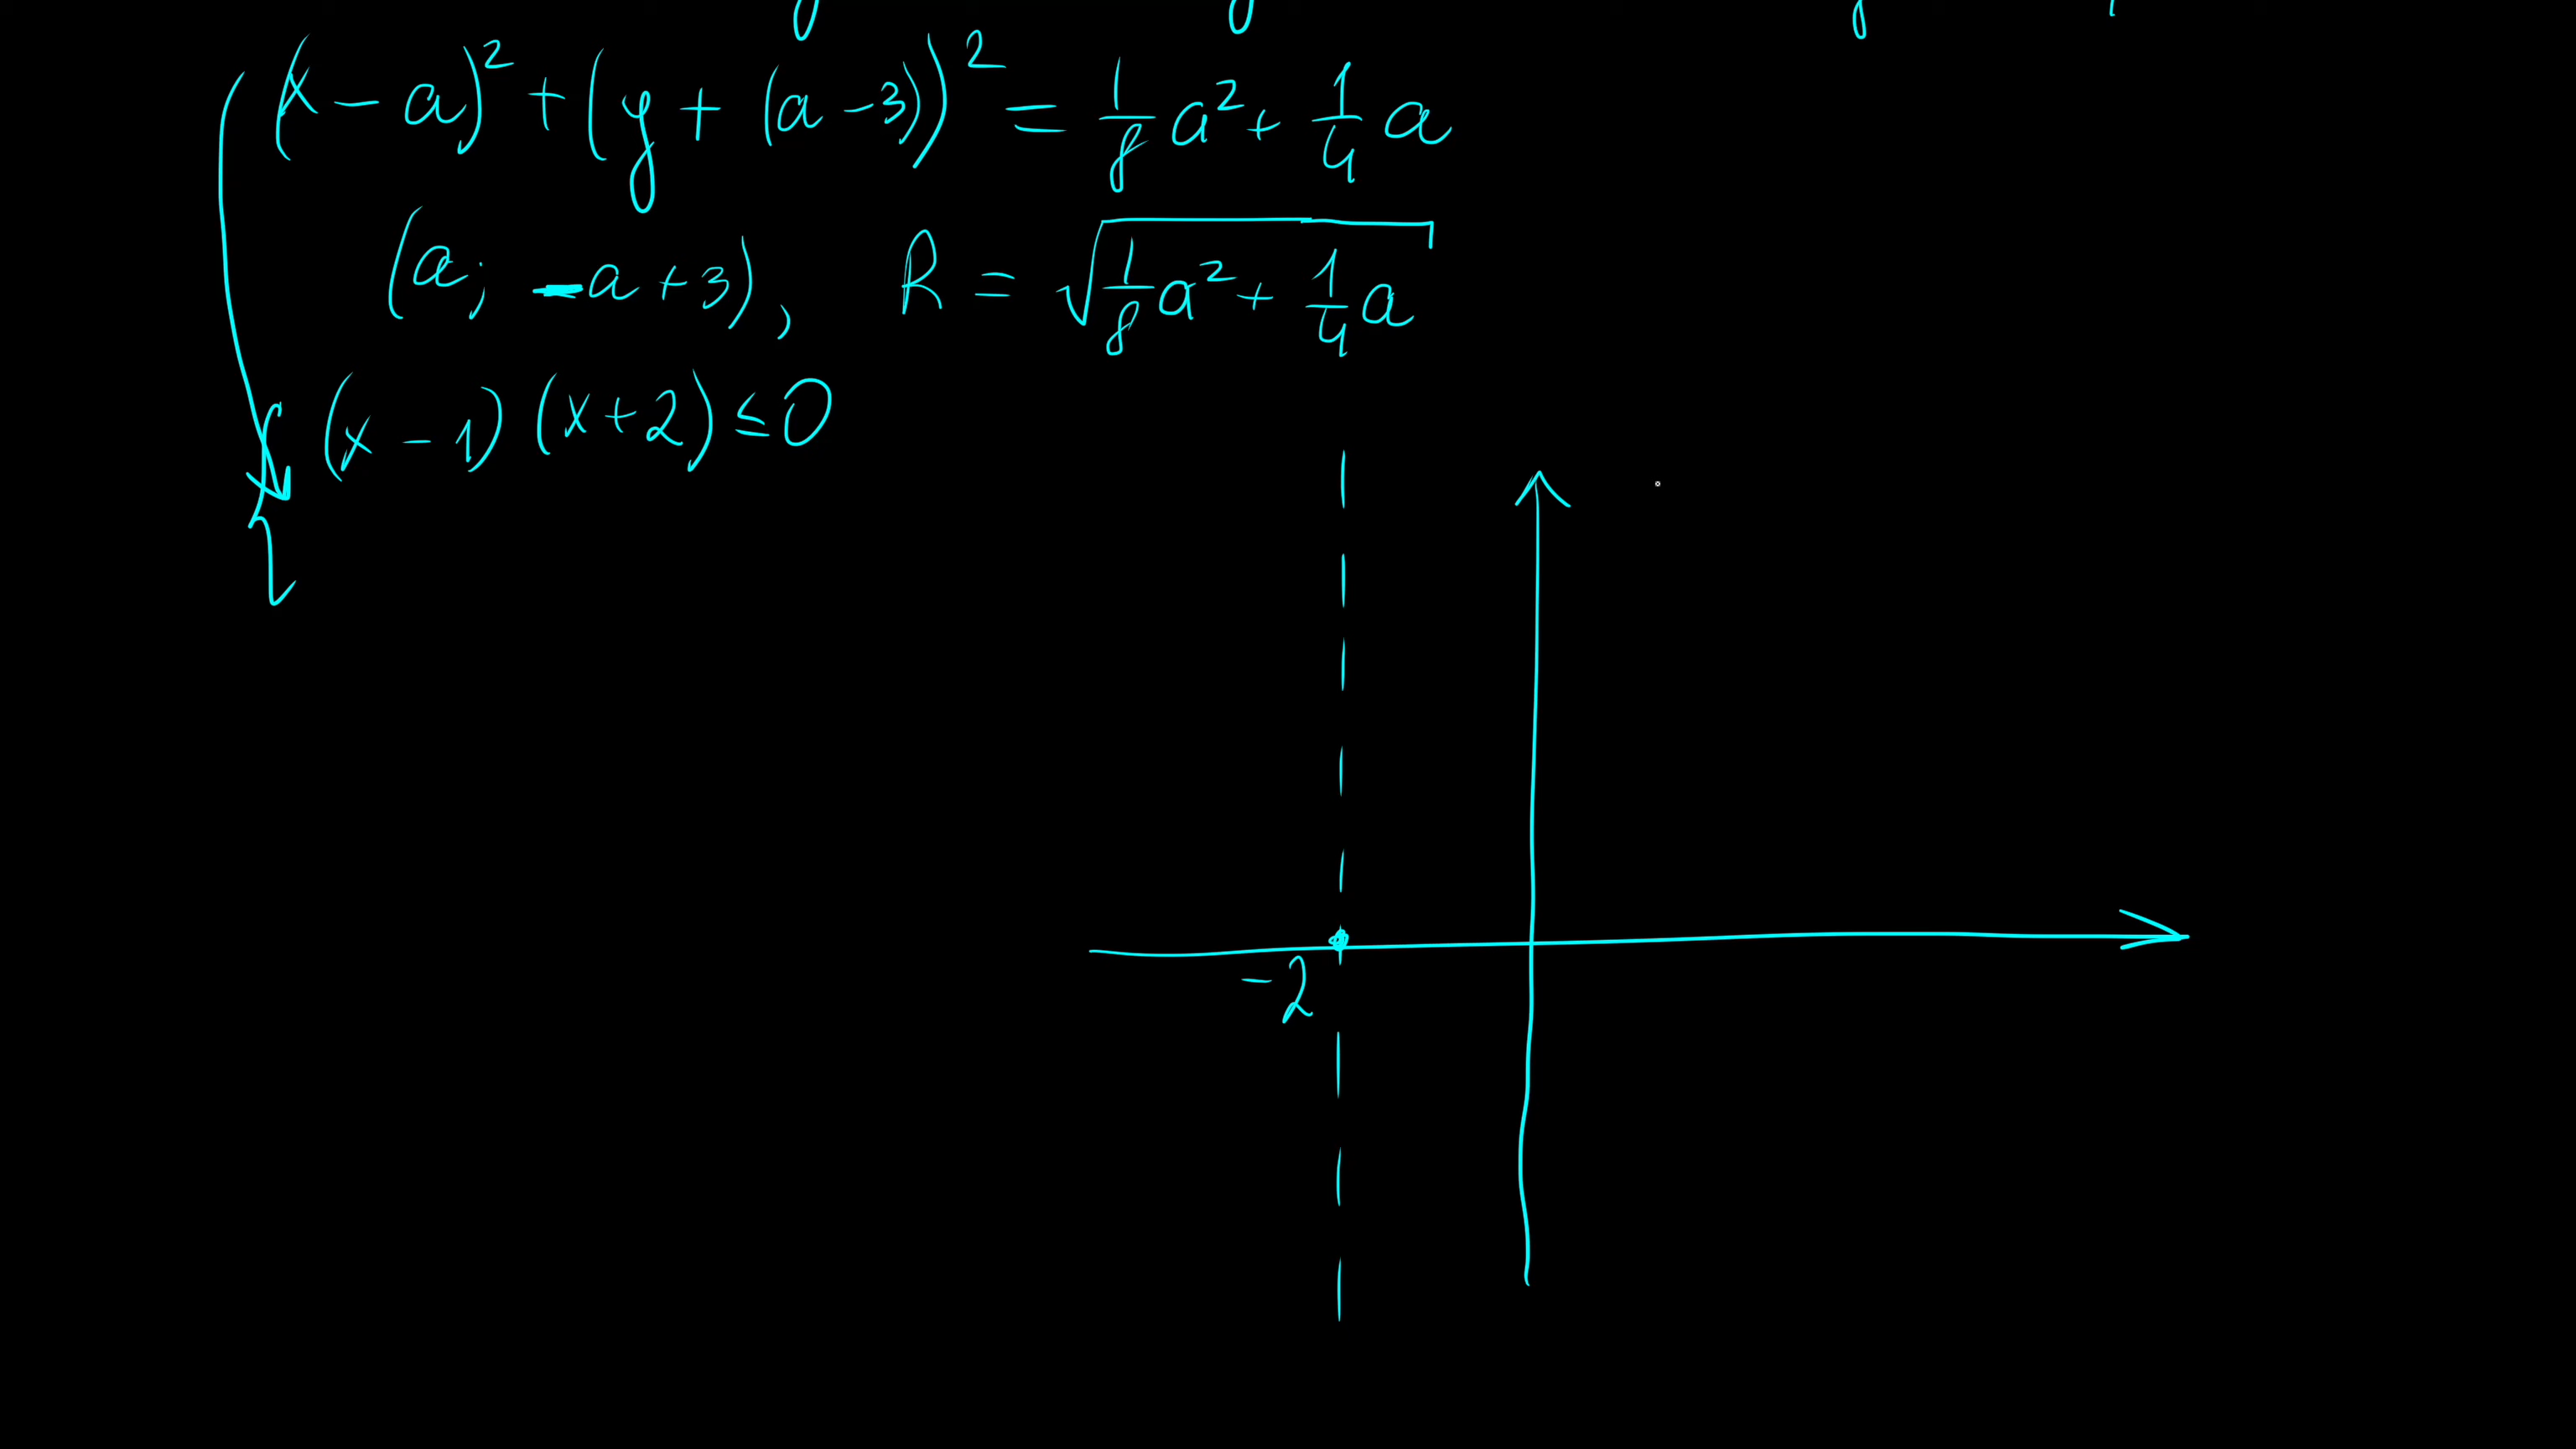 (x - a)² + (y + (a - 3))² = 1/8 a² + 1/4 a
(a; -a + 3), R = √(1/8 a² + 1/4 a)
{ (x - 1)(x + 2) ≤ 0
-2